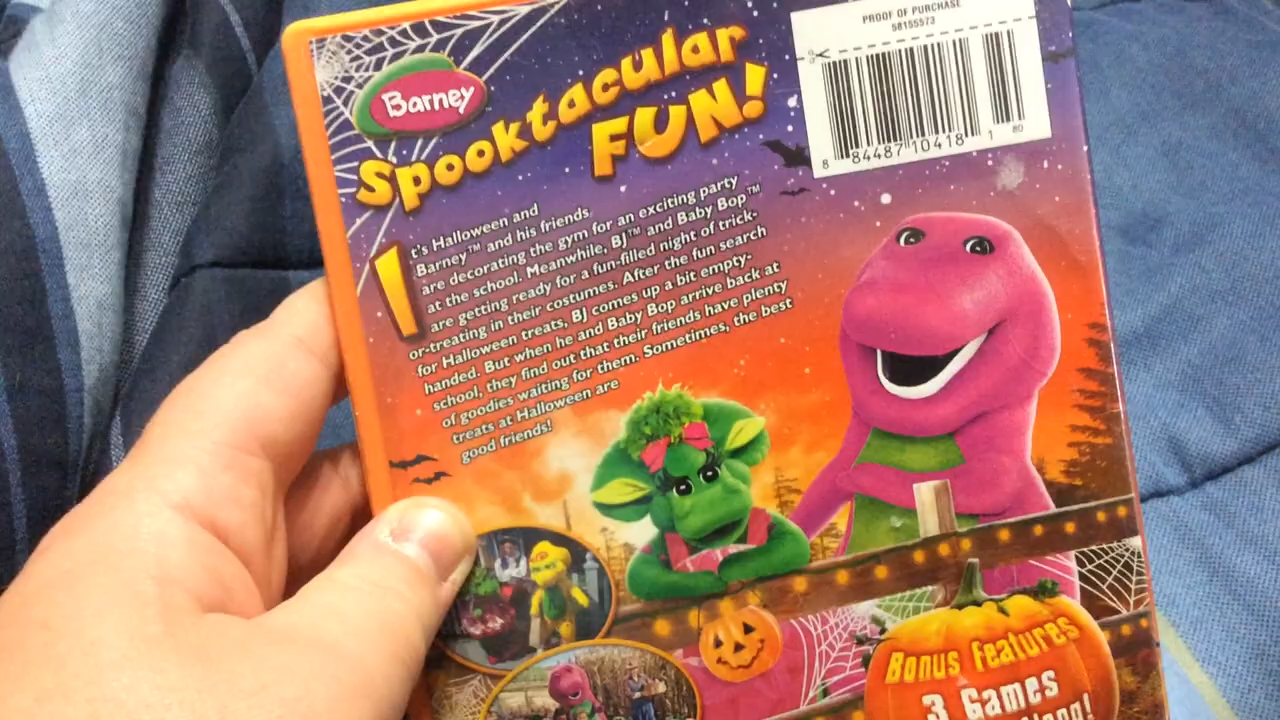 PROOF OF PURCHASE
58155573
8 84487 10418 1 80
Barney
Spooktacular
FUN!
It's Halloween and
Barney™ and his friends
are decorating the gym for an exciting party
at the school. Meanwhile, BJ™ and Baby Bop™
are getting ready for a fun-filled night of trick-
or-treating in their costumes. After the fun search
for Halloween treats, BJ comes up a bit empty-
handed. But when he and Baby Bop arrive back at
school, they find out that their friends have plenty
of goodies waiting for them. Sometimes, the best
treats at Halloween are
good friends!
Bonus Features
3 Games